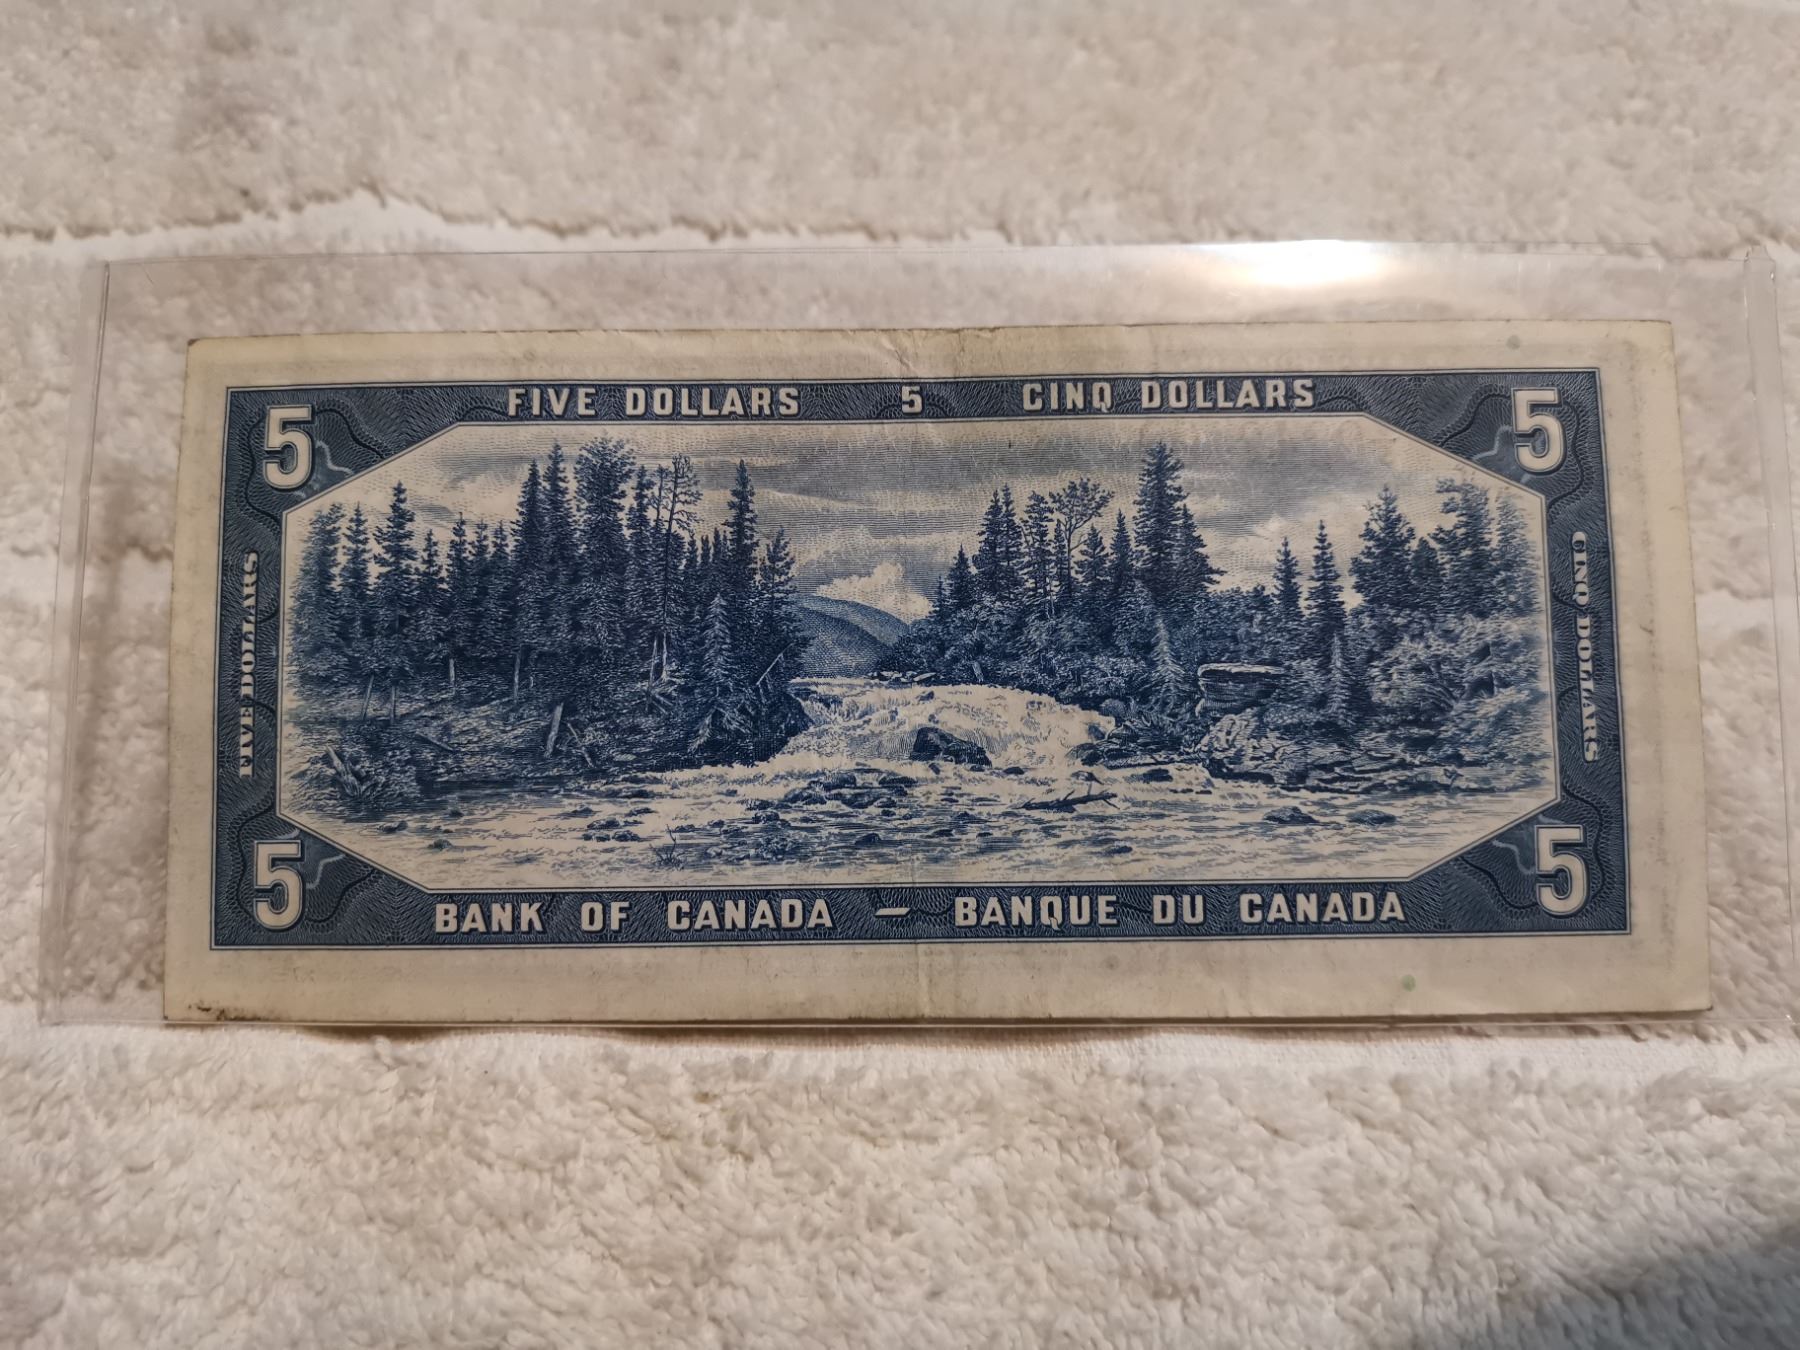 FIVE DOLLARS 5 CINQ DOLLARS
5 5
FIVE DOLLARS
CINQ DOLLARS
5 5
BANK OF CANADA – BANQUE DU CANADA